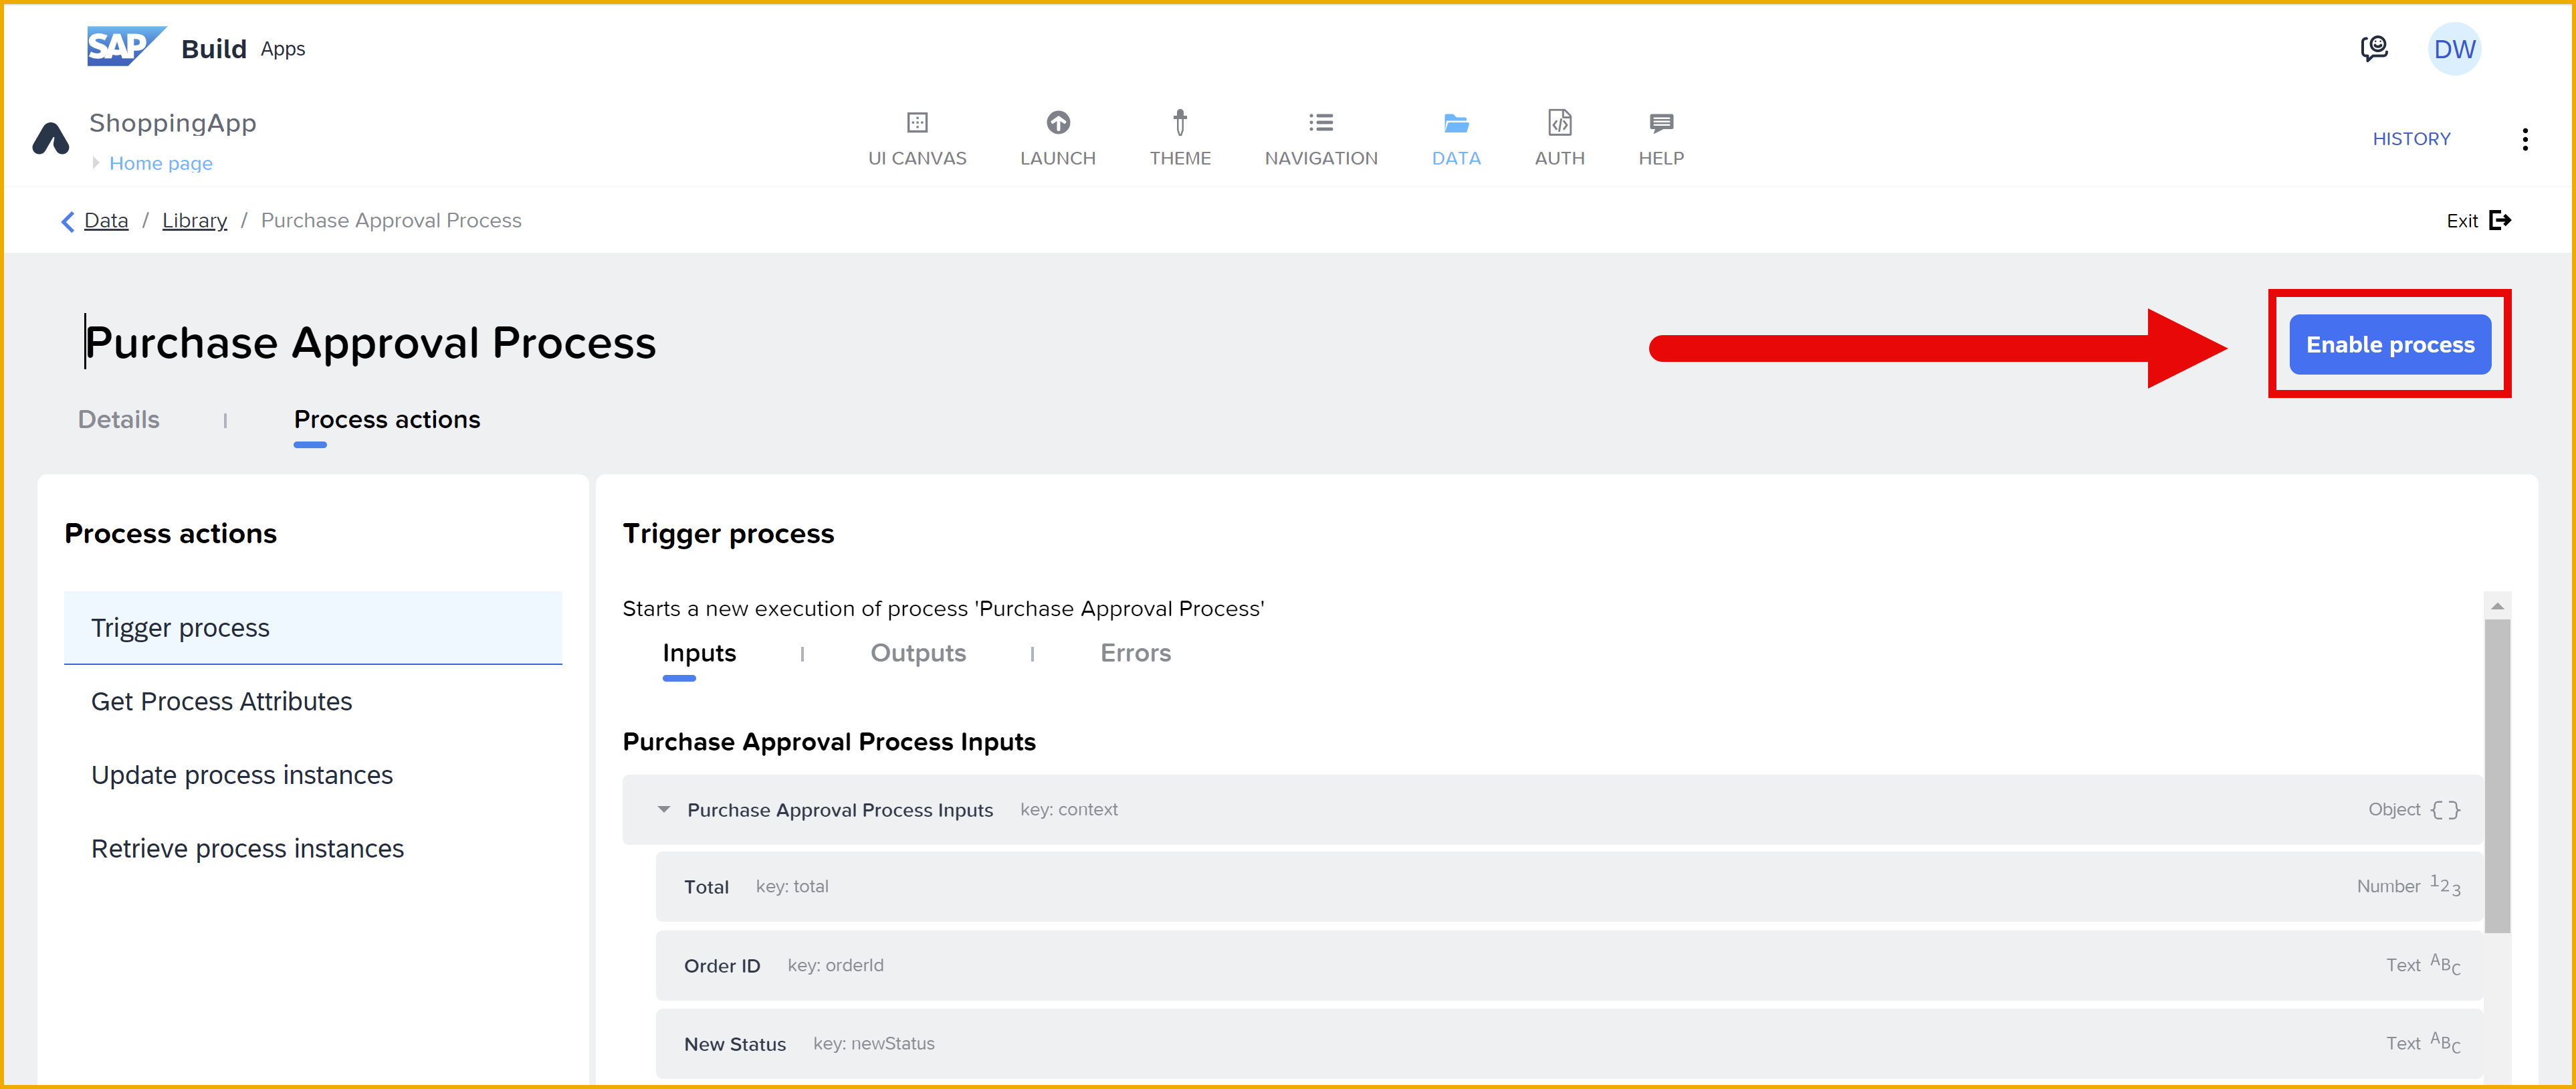 SAP Build Apps
DW
ShoppingApp
Home page
UI CANVAS
LAUNCH
THEME
NAVIGATION
DATA
AUTH
HELP
HISTORY
Data / Library / Purchase Approval Process
Exit
Purchase Approval Process
Enable process
Details
Process actions
Process actions
Trigger process
Get Process Attributes
Update process instances
Retrieve process instances
Trigger process
Starts a new execution of process 'Purchase Approval Process'
Inputs
Outputs
Errors
Purchase Approval Process Inputs
Purchase Approval Process Inputs key: context Object { }
Total key: total Number 123
Order ID key: orderId Text ABC
New Status key: newStatus Text ABC